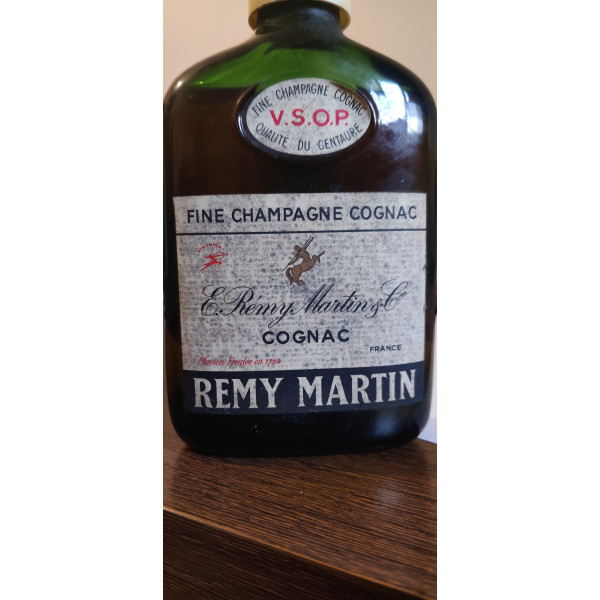 FINE CHAMPAGNE COGNAC
V.S.O.P.
QUALITE DU CENTAURE
FINE CHAMPAGNE COGNAC
E. Rémy Martin & Co
COGNAC
FRANCE
Maison fondée en 1724
REMY MARTIN